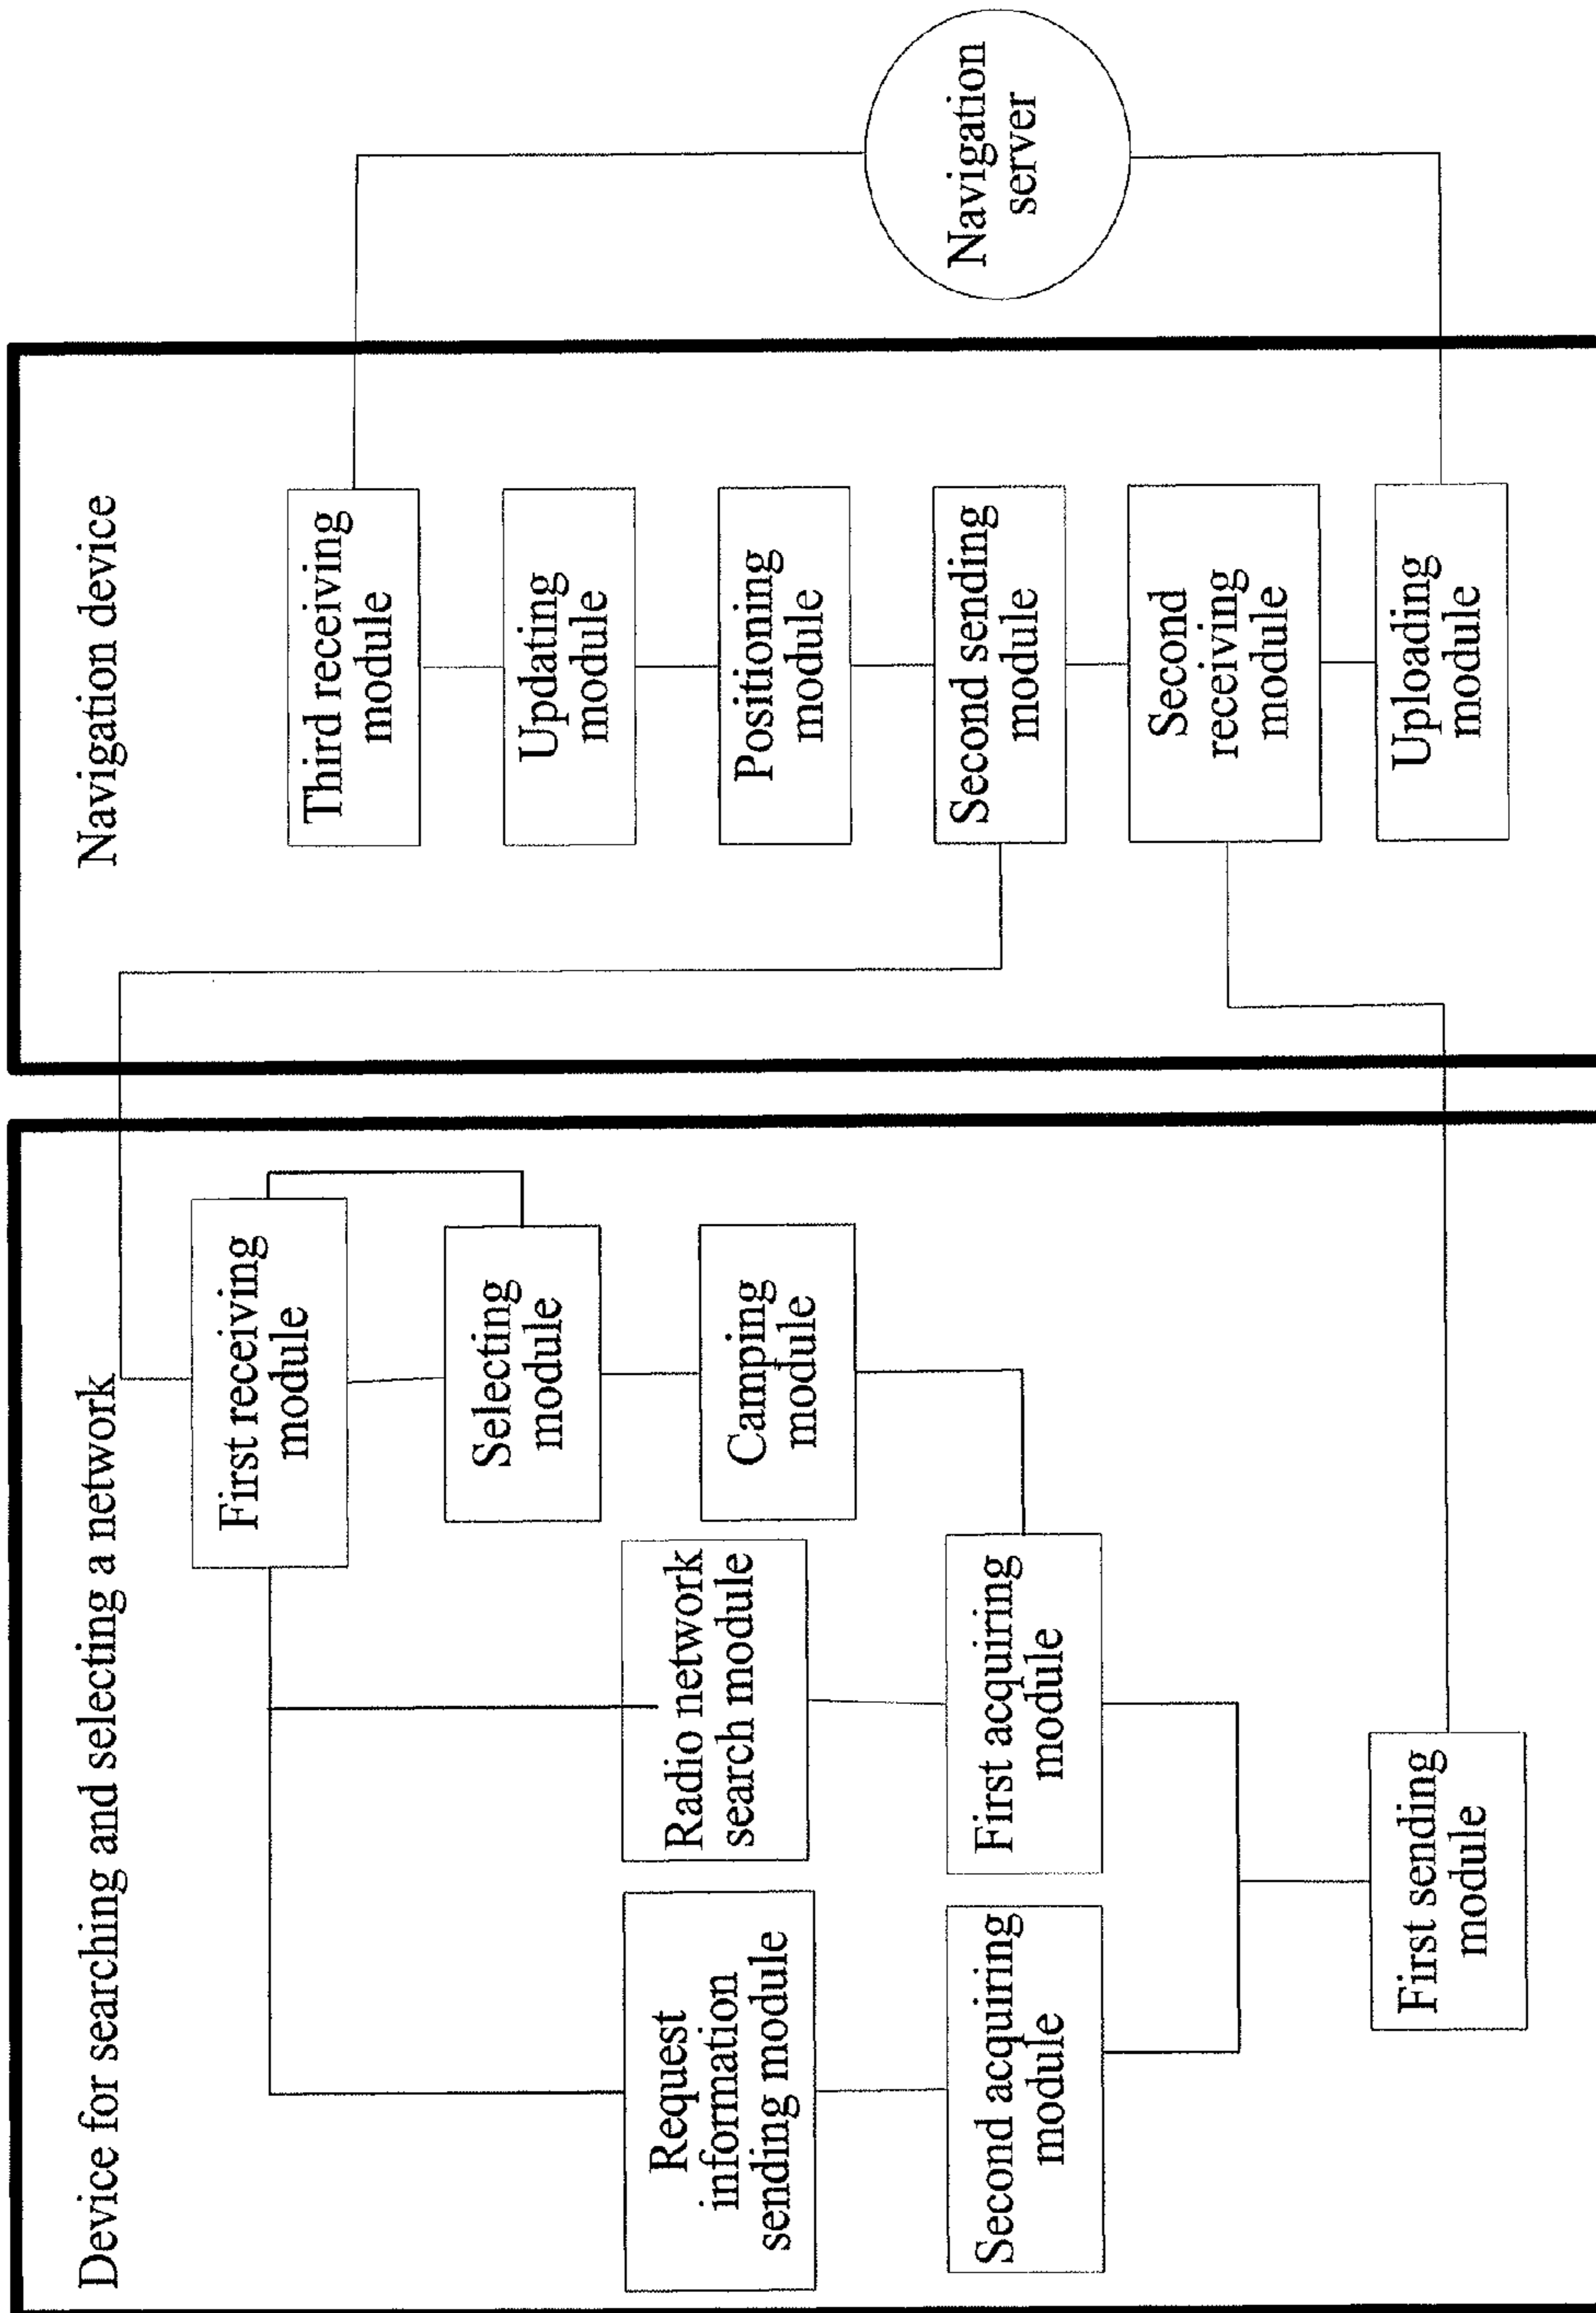 Device for searching and selecting a network
First receiving
module
Selecting
module
Camping
module
Radio network
search module
Request
information
sending module
First acquiring
module
Second acquiring
module
First sending
module
Navigation device
Third receiving
module
Updating
module
Positioning
module
Second sending
module
Second
receiving
module
Uploading
module
Navigation
server